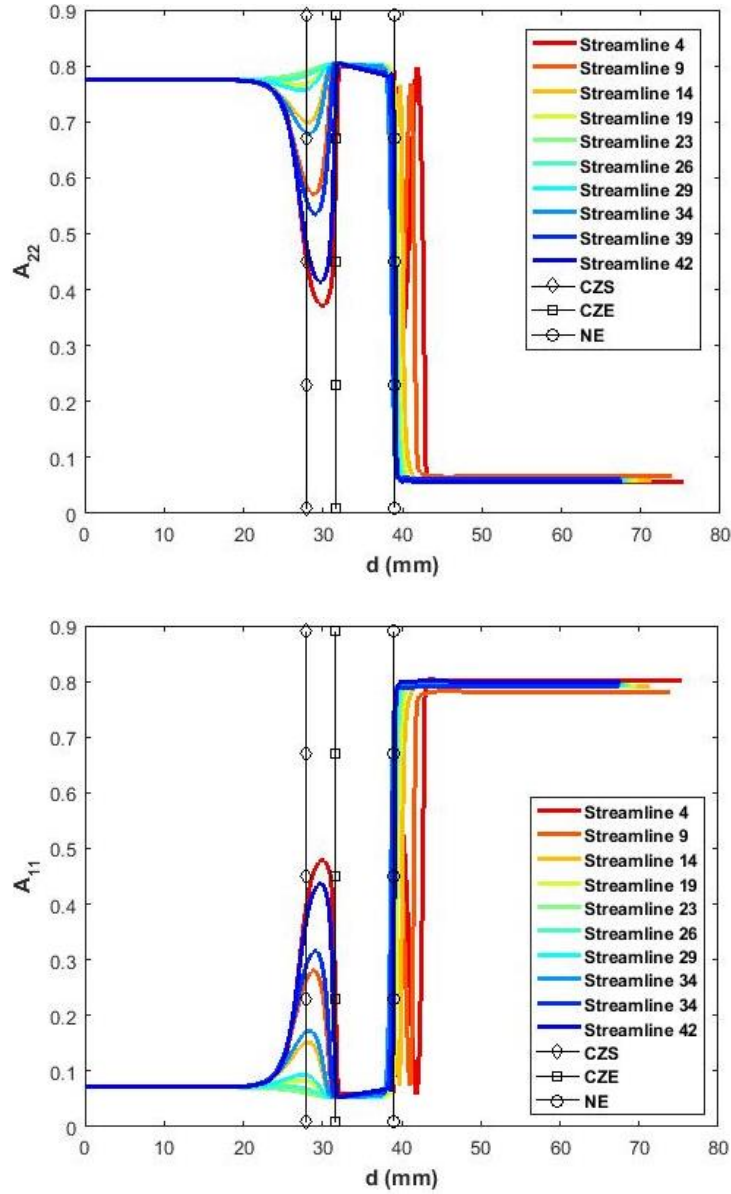 0.9
0.8
0.7
0.6
0.5
0.4
0.3
0.2
0.1
0
A22
0 10 20 30 40 50 60 70 80
d (mm)
Streamline 4
Streamline 9
Streamline 14
Streamline 19
Streamline 23
Streamline 26
Streamline 29
Streamline 34
Streamline 39
Streamline 42
CZS
CZE
NE
0.9
0.8
0.7
0.6
0.5
0.4
0.3
0.2
0.1
0
A11
0 10 20 30 40 50 60 70 80
d (mm)
Streamline 4
Streamline 9
Streamline 14
Streamline 19
Streamline 23
Streamline 26
Streamline 29
Streamline 34
Streamline 34
Streamline 42
CZS
CZE
NE